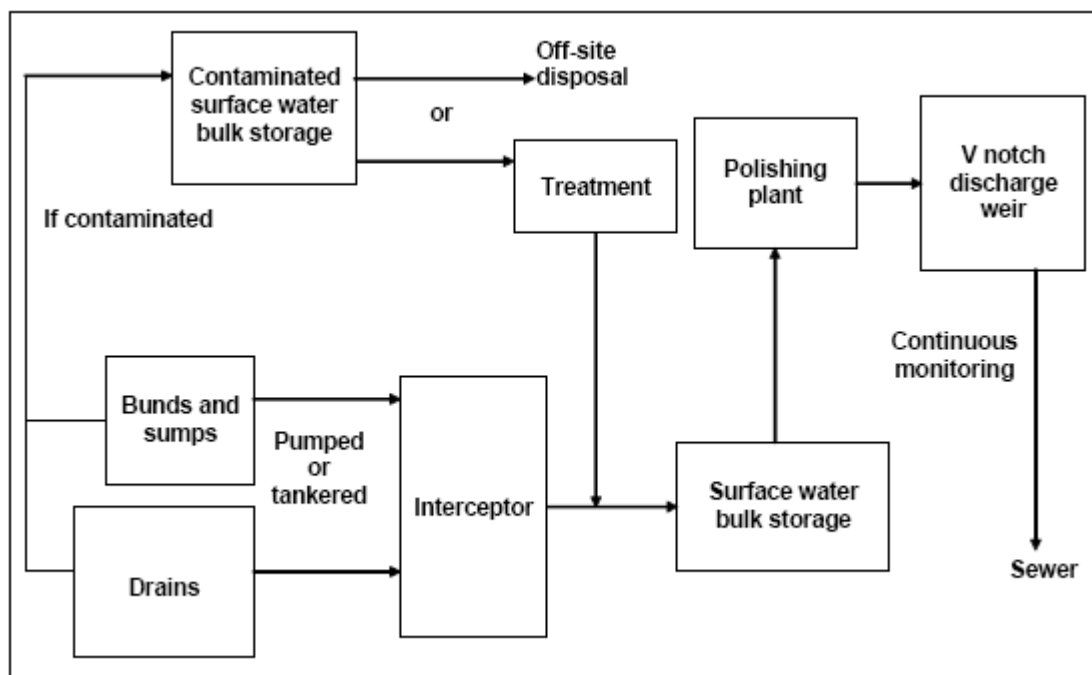 Contaminated
surface water
bulk storage
Off-site
disposal
or
Treatment
Polishing
plant
V notch
discharge
weir
If contaminated
Continuous
monitoring
Bunds and
sumps
Pumped
or
tankered
Interceptor
Surface water
bulk storage
Drains
Sewer